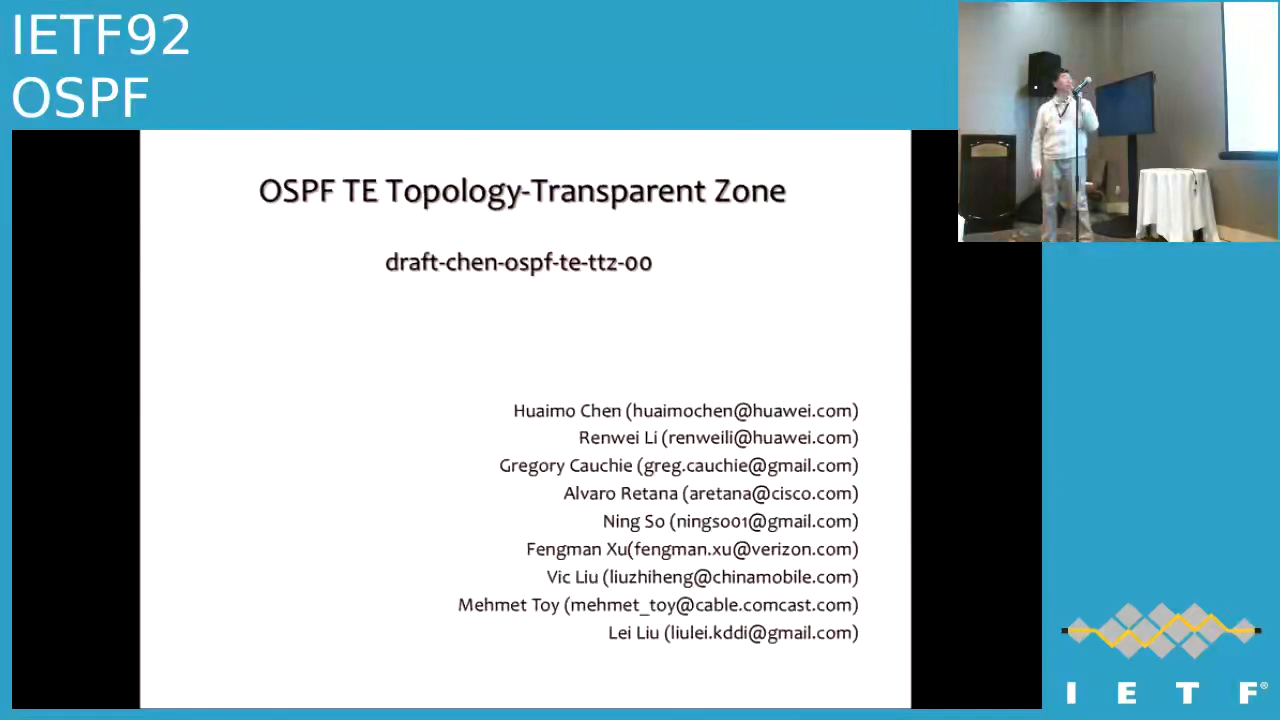 IETF92
OSPF
OSPF TE Topology-Transparent Zone
draft-chen-ospf-te-ttz-00
Huaimo Chen (huaimochen@huawei.com)
Renwei Li (renweili@huawei.com)
Gregory Cauchie (greg.cauchie@gmail.com)
Alvaro Retana (aretana@cisco.com)
Ning So (ningso01@gmail.com)
Fengman Xu(fengman.xu@verizon.com)
Vic Liu (liuzhiheng@chinamobile.com)
Mehmet Toy (mehmet_toy@cable.comcast.com)
Lei Liu (liulei.kddi@gmail.com)
I E T F®